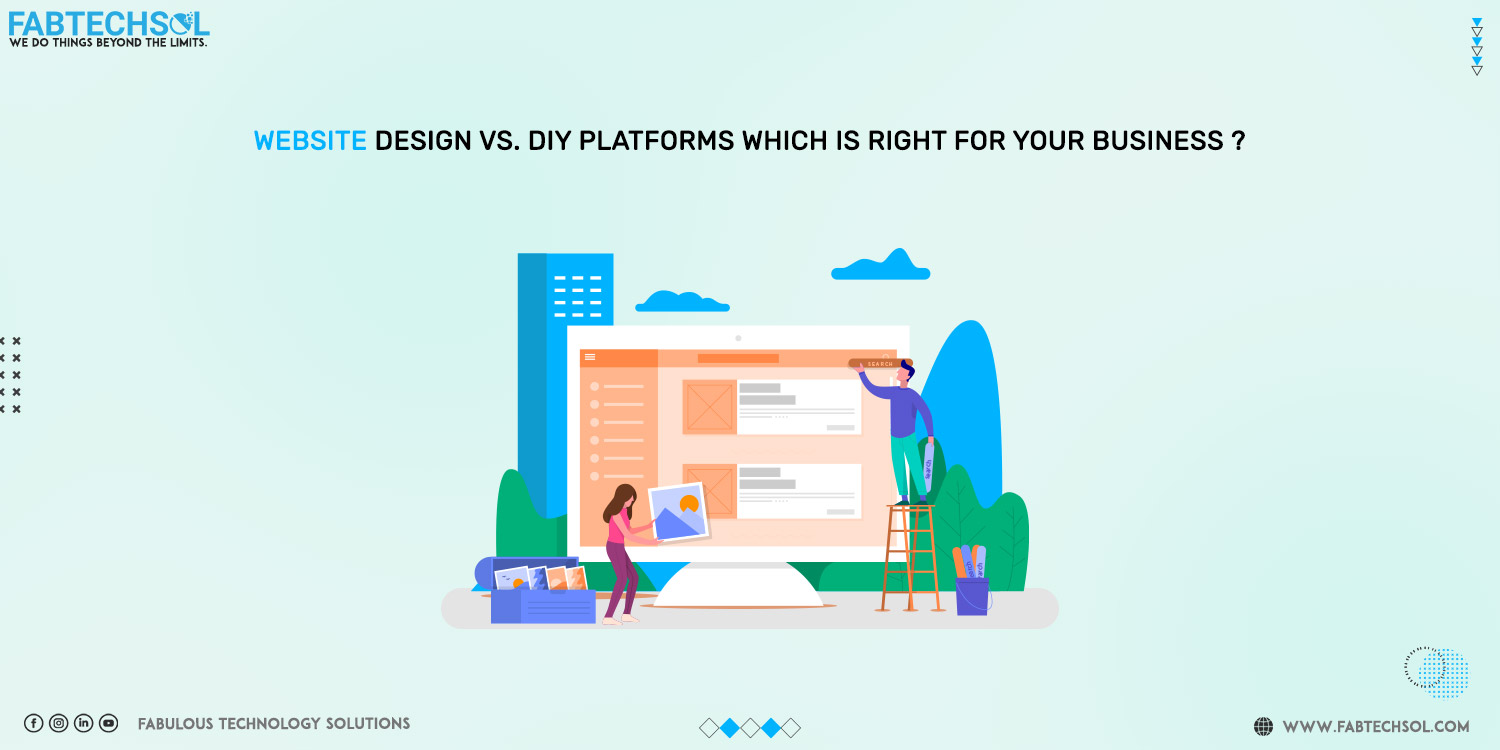 FABTECHSOL
WE DO THINGS BEYOND THE LIMITS.
WEBSITE DESIGN VS. DIY PLATFORMS WHICH IS RIGHT FOR YOUR BUSINESS ?
SEARCH
Search
FABULOUS TECHNOLOGY SOLUTIONS
WWW.FABTECHSOL.COM